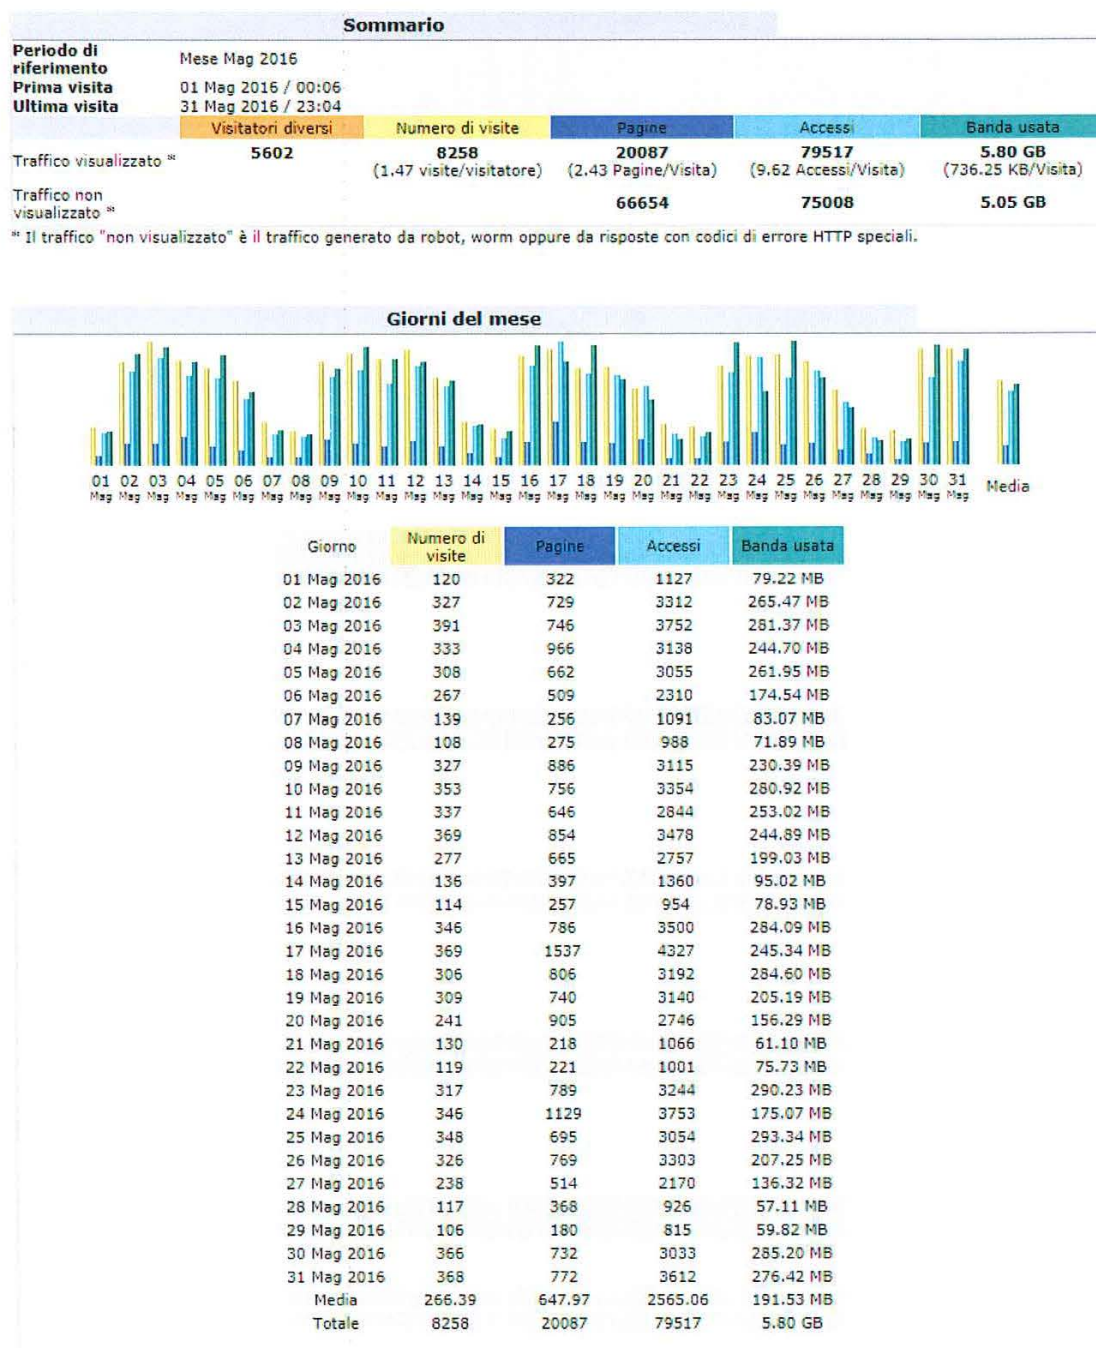 Sommario
Periodo di
riferimento
Mese Mag 2016
Prima visita 01 Mag 2016 / 00:06
Ultima visita 31 Mag 2016 / 23:04
Visitatori diversi Numero di visite Pagine Accessi Banda usata
Traffico visualizzato * 5602 8258 20087 79517 5.80 GB
(1.47 visite/visitatore) (2.43 Pagine/Visita) (9.62 Accessi/Visita) (736.25 KB/Visita)
Traffico non
visualizzato * 66654 75008 5.05 GB
* Il traffico "non visualizzato" è il traffico generato da robot, worm oppure da risposte con codici di errore HTTP speciali.
Giorni del mese
01 02 03 04 05 06 07 08 09 10 11 12 13 14 15 16 17 18 19 20 21 22 23 24 25 26 27 28 29 30 31 Media
Mag Mag Mag Mag Mag Mag Mag Mag Mag Mag Mag Mag Mag Mag Mag Mag Mag Mag Mag Mag Mag Mag Mag Mag Mag Mag Mag Mag Mag Mag Mag
Giorno Numero di visite Pagine Accessi Banda usata
01 Mag 2016 120 322 1127 79.22 MB
02 Mag 2016 327 729 3312 265.47 MB
03 Mag 2016 391 746 3752 281.37 MB
04 Mag 2016 333 966 3138 244.70 MB
05 Mag 2016 308 662 3055 261.95 MB
06 Mag 2016 267 509 2310 174.54 MB
07 Mag 2016 139 256 1091 83.07 MB
08 Mag 2016 108 275 988 71.89 MB
09 Mag 2016 327 886 3115 230.39 MB
10 Mag 2016 353 756 3354 280.92 MB
11 Mag 2016 337 646 2844 253.02 MB
12 Mag 2016 369 854 3478 244.89 MB
13 Mag 2016 277 665 2757 199.03 MB
14 Mag 2016 136 397 1360 95.02 MB
15 Mag 2016 114 257 954 78.93 MB
16 Mag 2016 346 786 3500 284.09 MB
17 Mag 2016 369 1537 4327 245.34 MB
18 Mag 2016 306 806 3192 284.60 MB
19 Mag 2016 309 740 3140 205.19 MB
20 Mag 2016 241 905 2746 156.29 MB
21 Mag 2016 130 218 1066 61.10 MB
22 Mag 2016 119 221 1001 75.73 MB
23 Mag 2016 317 789 3244 290.23 MB
24 Mag 2016 346 1129 3753 175.07 MB
25 Mag 2016 348 695 3054 293.34 MB
26 Mag 2016 326 769 3303 207.25 MB
27 Mag 2016 238 514 2170 136.32 MB
28 Mag 2016 117 368 926 57.11 MB
29 Mag 2016 106 180 815 59.82 MB
30 Mag 2016 366 732 3033 285.20 MB
31 Mag 2016 368 772 3612 276.42 MB
Media 266.39 647.97 2565.06 191.53 MB
Totale 8258 20087 79517 5.80 GB